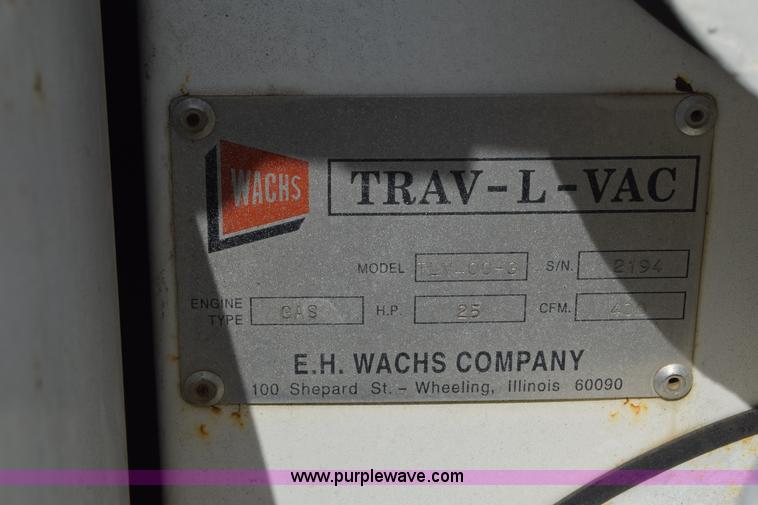 WACHS
TRAV-L-VAC
MODEL S/N. 2194
ENGINE TYPE GAS H.P. 25 CFM.
E.H. WACHS COMPANY
100 Shepard St. - Wheeling, Illinois 60090
www.purplewave.com